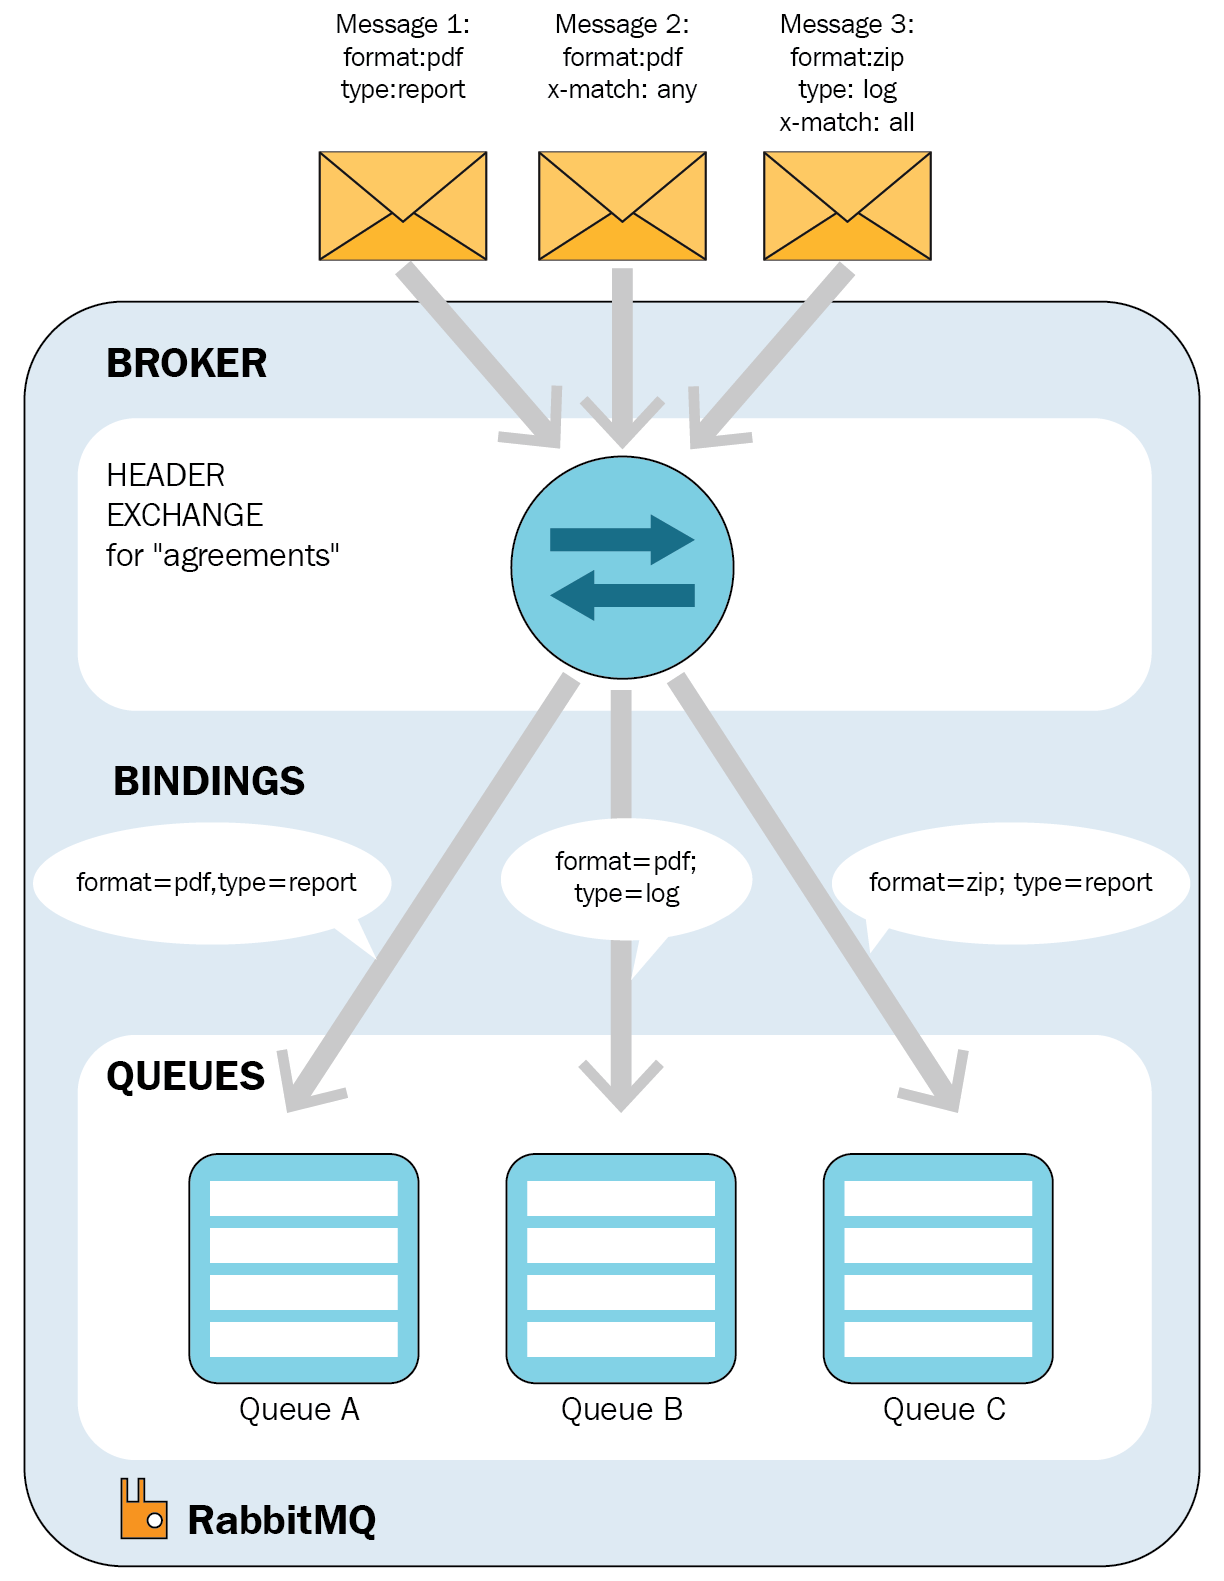 Message 1:
format:pdf
type:report
Message 2:
format:pdf
x-match: any
Message 3:
format:zip
type: log
x-match: all
BROKER
HEADER
EXCHANGE
for "agreements"
BINDINGS
format=pdf,type=report
format=pdf;
type=log
format=zip; type=report
QUEUES
Queue A
Queue B
Queue C
RabbitMQ